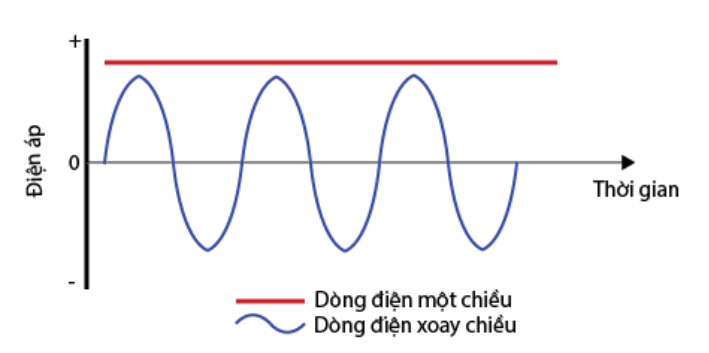 +
Điện áp
0
Thời gian
-
Dòng điện một chiều
Dòng điện xoay chiều